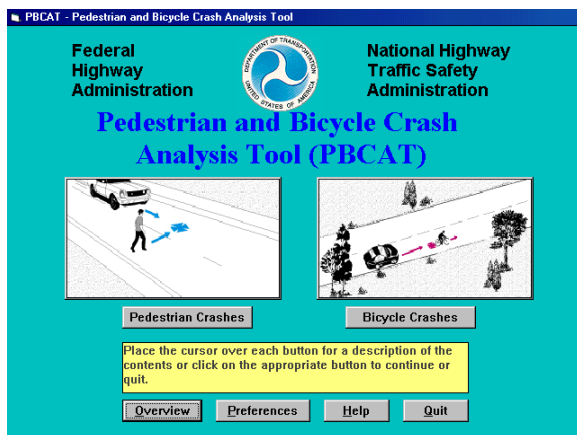 PBCAT - Pedestrian and Bicycle Crash Analysis Tool
Federal
Highway
Administration
DEPARTMENT OF TRANSPORTATION
UNITED STATES OF AMERICA
National Highway
Traffic Safety
Administration
Pedestrian and Bicycle Crash
Analysis Tool (PBCAT)
Pedestrian Crashes
Bicycle Crashes
Place the cursor over each button for a description of the
contents or click on the appropriate button to continue or
quit.
Overview
Preferences
Help
Quit